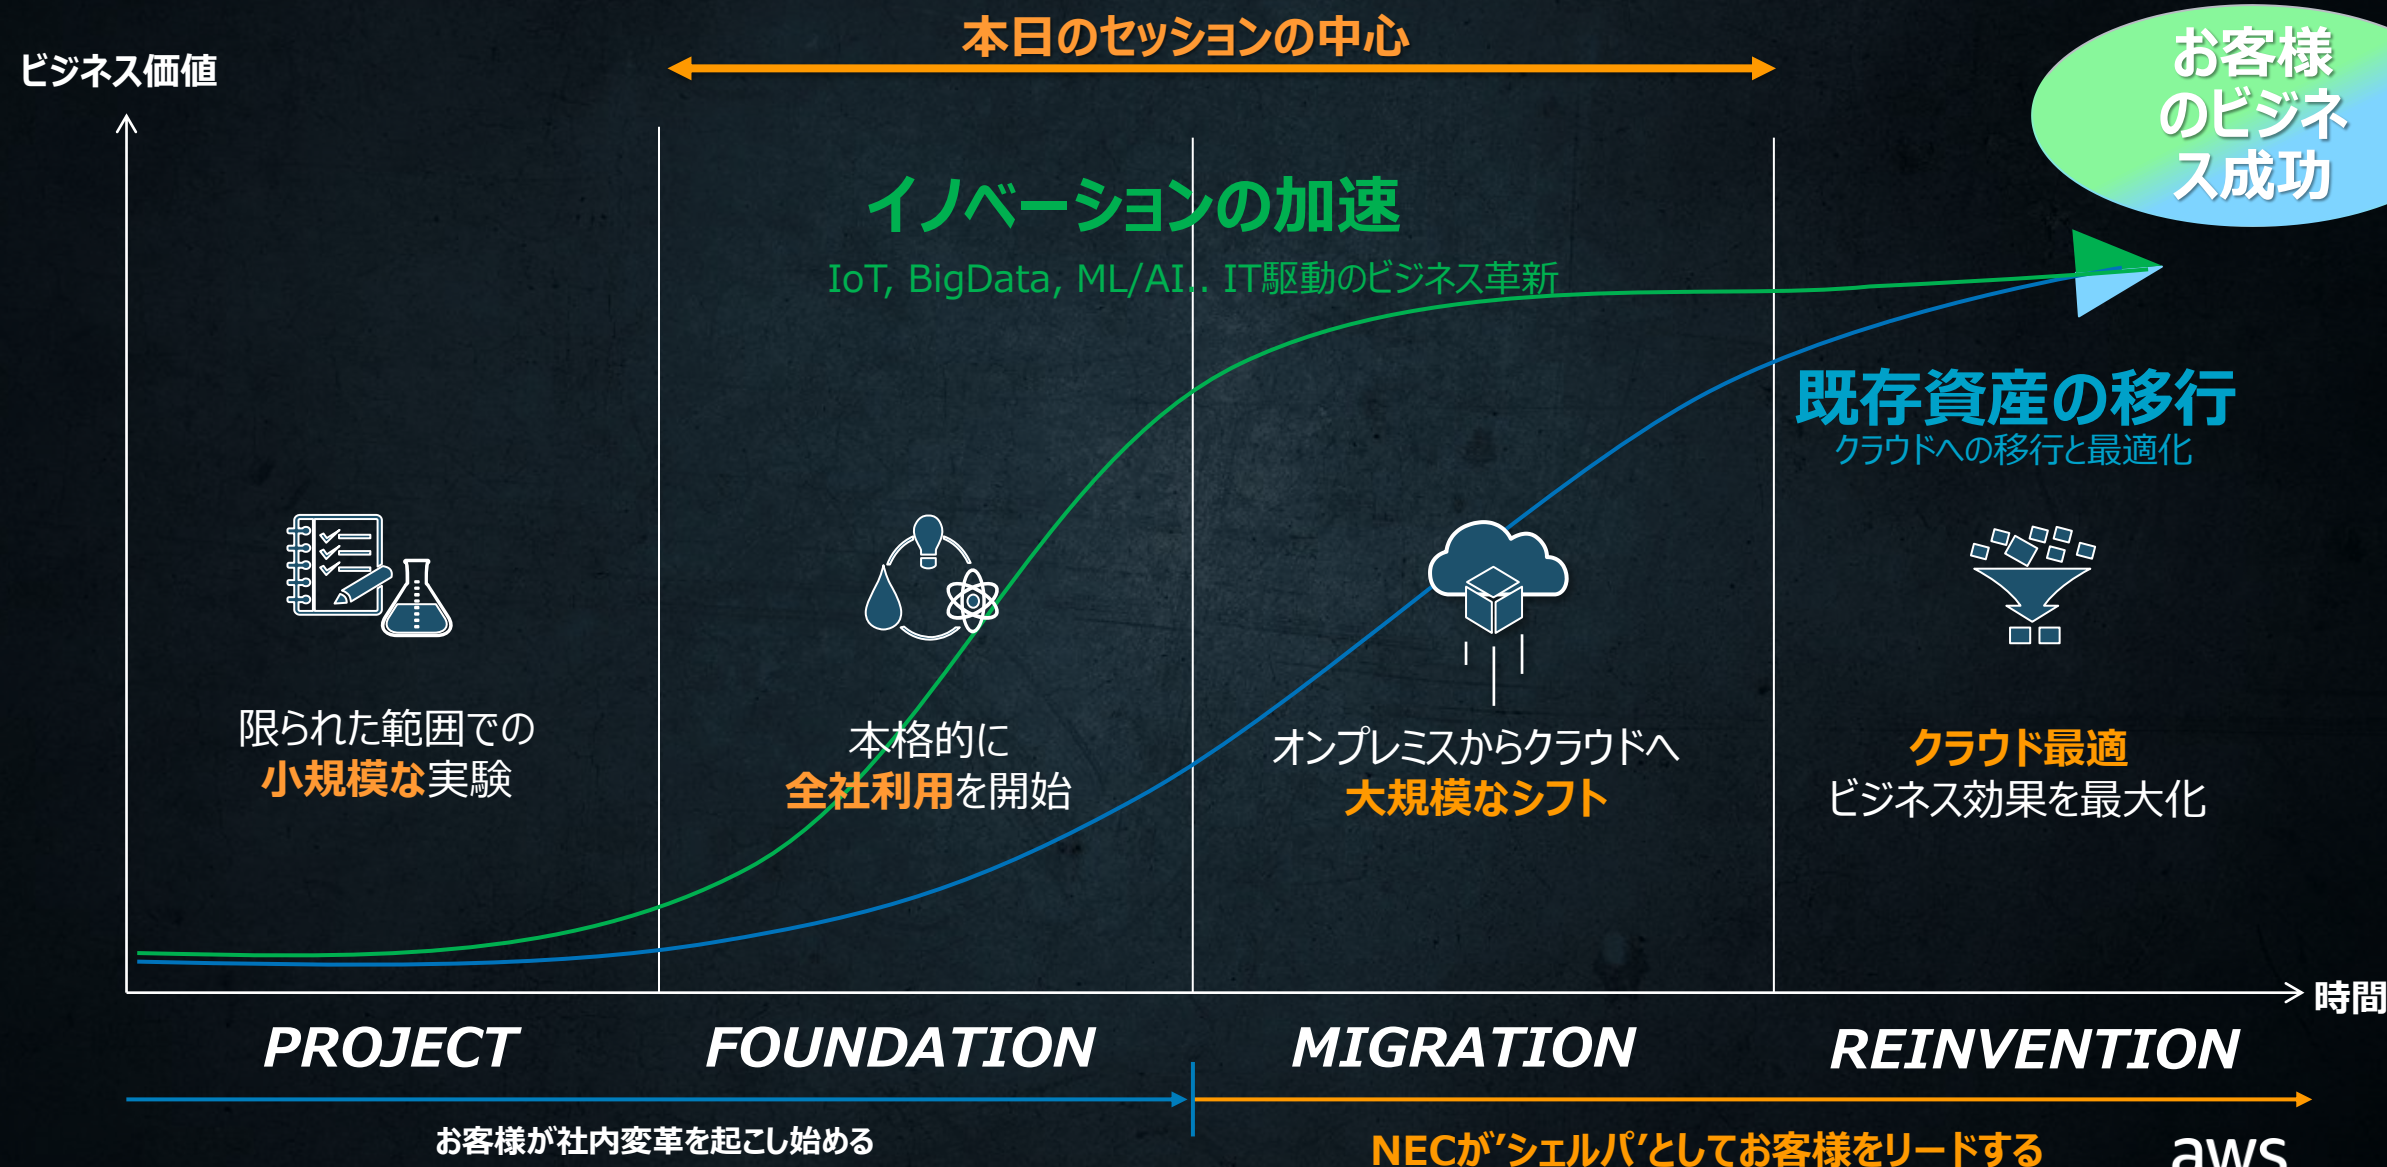 本日のセッションの中心
ビジネス価値
お客様
のビジネ
ス成功
イノベーションの加速
IoT, BigData, ML/AI.. IT駆動のビジネス革新
既存資産の移行
クラウドへの移行と最適化
限られた範囲での
小規模な実験
本格的に
全社利用を開始
オンプレミスからクラウドへ
大規模なシフト
クラウド最適
ビジネス効果を最大化
時間
PROJECT
FOUNDATION
MIGRATION
REINVENTION
お客様が社内変革を起こし始める
NECが’シェルパ’としてお客様をリードする
aws